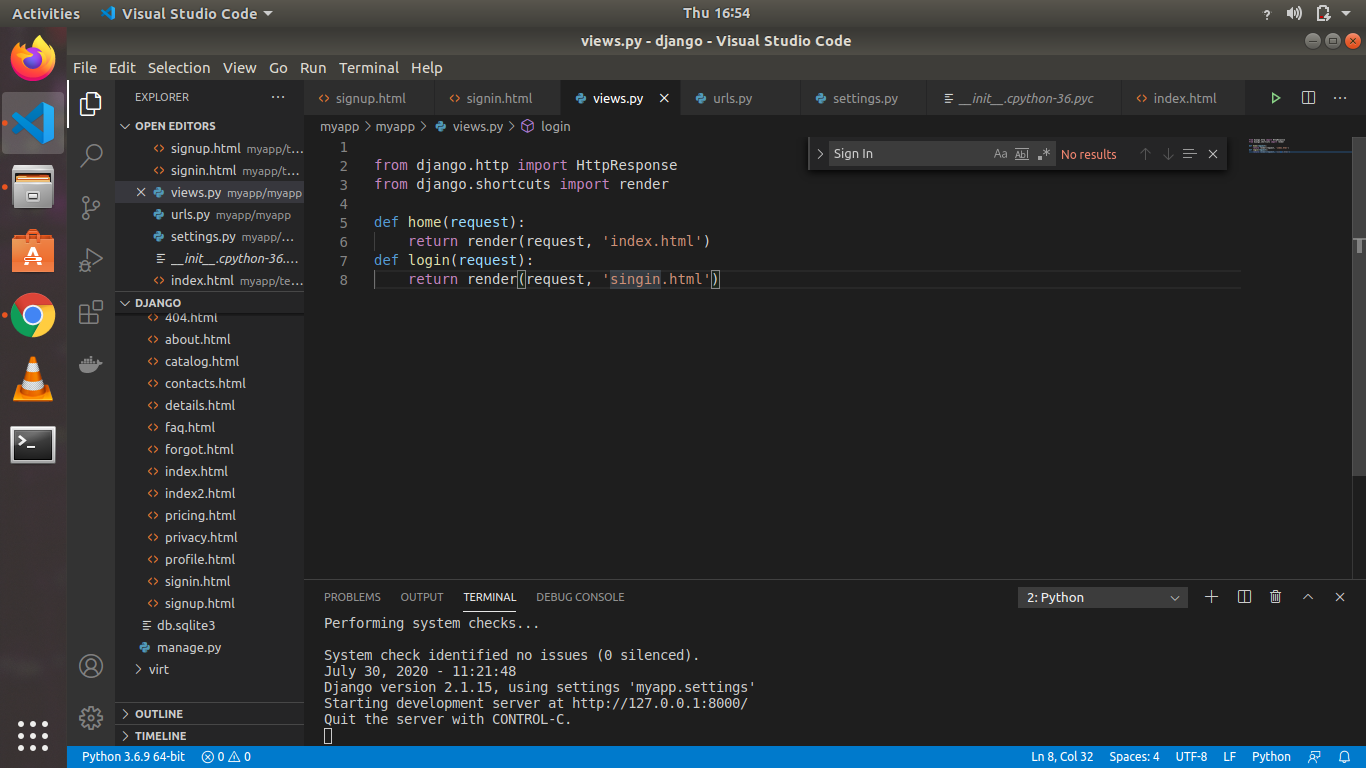 Activities Visual Studio Code Thu 16:54 ?
views.py - django - Visual Studio Code
File Edit Selection View Go Run Terminal Help
EXPLORER
OPEN EDITORS
signup.html myapp/t...
signin.html myapp/t...
views.py myapp/myapp
urls.py myapp/myapp
settings.py myapp/...
__init__.cpython-36....
index.html myapp/te...
DJANGO
404.html
about.html
catalog.html
contacts.html
details.html
faq.html
forgot.html
index.html
index2.html
pricing.html
privacy.html
profile.html
signin.html
signup.html
db.sqlite3
manage.py
virt
OUTLINE
TIMELINE
signup.html signin.html views.py urls.py settings.py __init__.cpython-36.pyc index.html
myapp > myapp > views.py > login
Sign In Aa Abl .* No results
1
2 from django.http import HttpResponse
3 from django.shortcuts import render
4
5 def home(request):
6 return render(request, 'index.html')
7 def login(request):
8 return render(request, 'singin.html')
PROBLEMS OUTPUT TERMINAL DEBUG CONSOLE 2: Python
Performing system checks...
System check identified no issues (0 silenced).
July 30, 2020 - 11:21:48
Django version 2.1.15, using settings 'myapp.settings'
Starting development server at http://127.0.0.1:8000/
Quit the server with CONTROL-C.
Python 3.6.9 64-bit 0 0 Ln 8, Col 32 Spaces: 4 UTF-8 LF Python